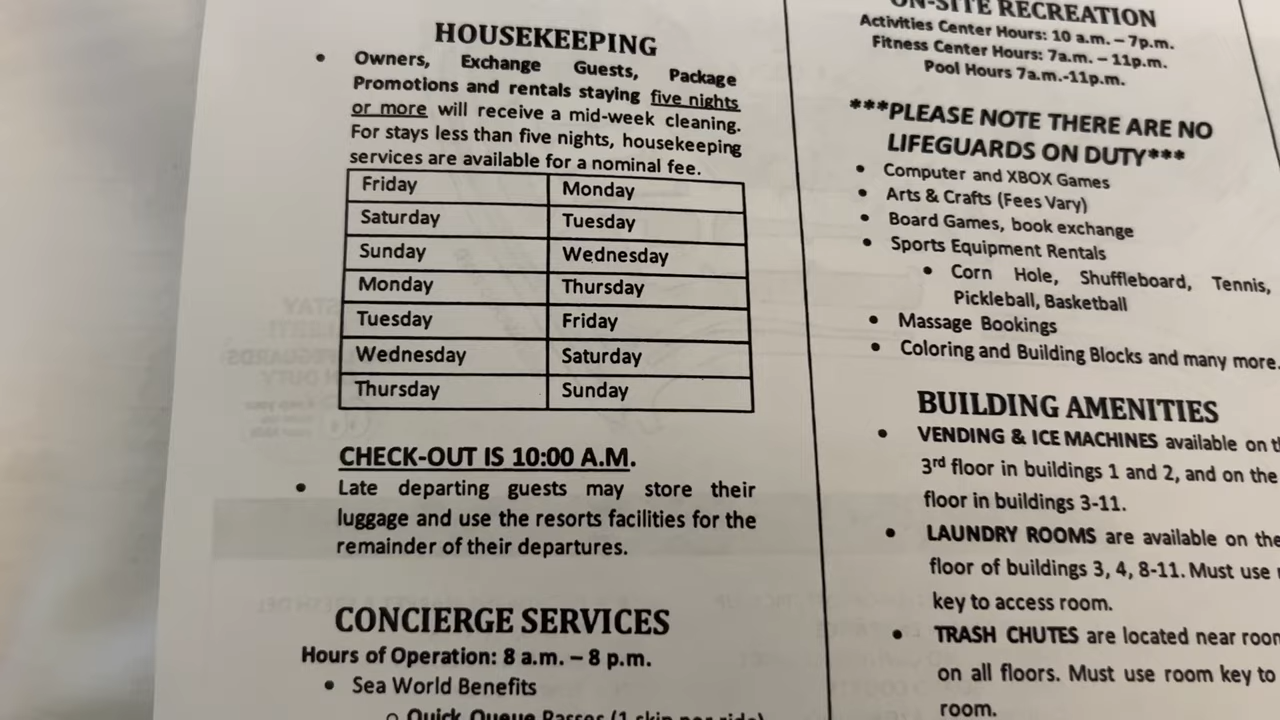 HOUSEKEEPING
• Owners, Exchange Guests, Package
Promotions and rentals staying five nights
or more will receive a mid-week cleaning.
For stays less than five nights, housekeeping
services are available for a nominal fee.
Friday Monday
Saturday Tuesday
Sunday Wednesday
Monday Thursday
Tuesday Friday
Wednesday Saturday
Thursday Sunday
CHECK-OUT IS 10:00 A.M.
• Late departing guests may store their
luggage and use the resorts facilities for the
remainder of their departures.
CONCIERGE SERVICES
Hours of Operation: 8 a.m. – 8 p.m.
• Sea World Benefits
o Quick Queue Passes (1 skip per ride)
ON-SITE RECREATION
Activities Center Hours: 10 a.m. – 7p.m.
Fitness Center Hours: 7a.m. – 11p.m.
Pool Hours 7a.m.-11p.m.
***PLEASE NOTE THERE ARE NO
LIFEGUARDS ON DUTY***
• Computer and XBOX Games
• Arts & Crafts (Fees Vary)
• Board Games, book exchange
• Sports Equipment Rentals
• Corn Hole, Shuffleboard, Tennis,
Pickleball, Basketball
• Massage Bookings
• Coloring and Building Blocks and many more.
BUILDING AMENITIES
• VENDING & ICE MACHINES available on
3rd floor in buildings 1 and 2, and on the
floor in buildings 3-11.
• LAUNDRY ROOMS are available on the
floor of buildings 3, 4, 8-11. Must use
key to access room.
• TRASH CHUTES are located near
on all floors. Must use room key to
room.